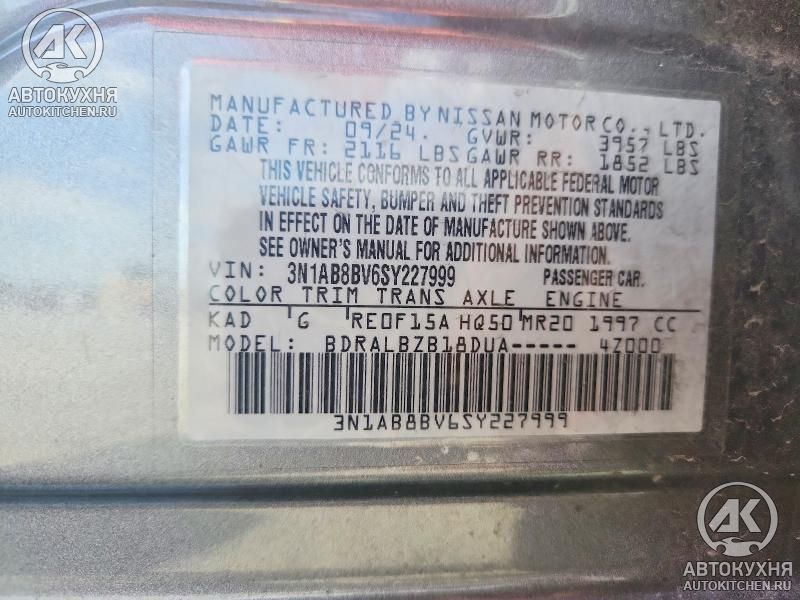 AK
АВТОКУХНЯ
AUTOKITCHEN.RU
MANUFACTURED BY NISSAN MOTOR CO., LTD.
DATE: 09/24. GVWR: 3957 LBS
GAWR FR: 2116 LBS GAWR RR: 1852 LBS
THIS VEHICLE CONFORMS TO ALL APPLICABLE FEDERAL MOTOR
VEHICLE SAFETY, BUMPER AND THEFT PREVENTION STANDARDS
IN EFFECT ON THE DATE OF MANUFACTURE SHOWN ABOVE.
SEE OWNER'S MANUAL FOR ADDITIONAL INFORMATION.
VIN: 3N1AB8BV6SY227999 PASSENGER CAR.
COLOR TRIM TRANS AXLE ENGINE
KAD G RE0F15A HQ50 MR20 1997 CC
MODEL: BDRALBZB18DUA----- 4Z000
3N1AB8BV6SY227999
AK
АВТОКУХНЯ
AUTOKITCHEN.RU